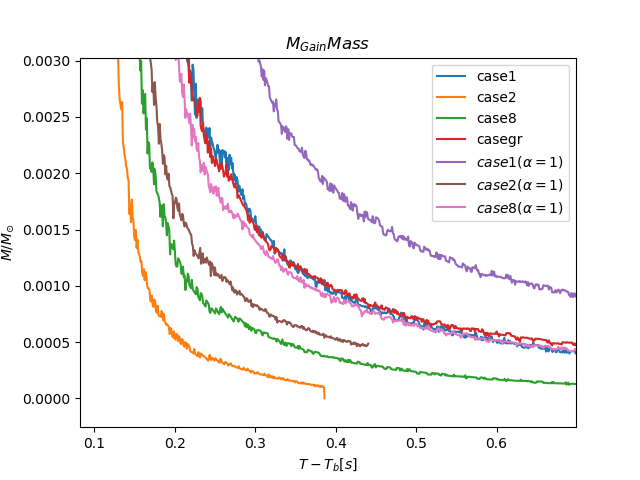 M_{Gain}Mass
0.0030
0.0025
0.0020
0.0015
0.0010
0.0005
0.0000
M/M_⊙
case1
case2
case8
casegr
case1(α = 1)
case2(α = 1)
case8(α = 1)
0.1 0.2 0.3 0.4 0.5 0.6
T − T_b[s]